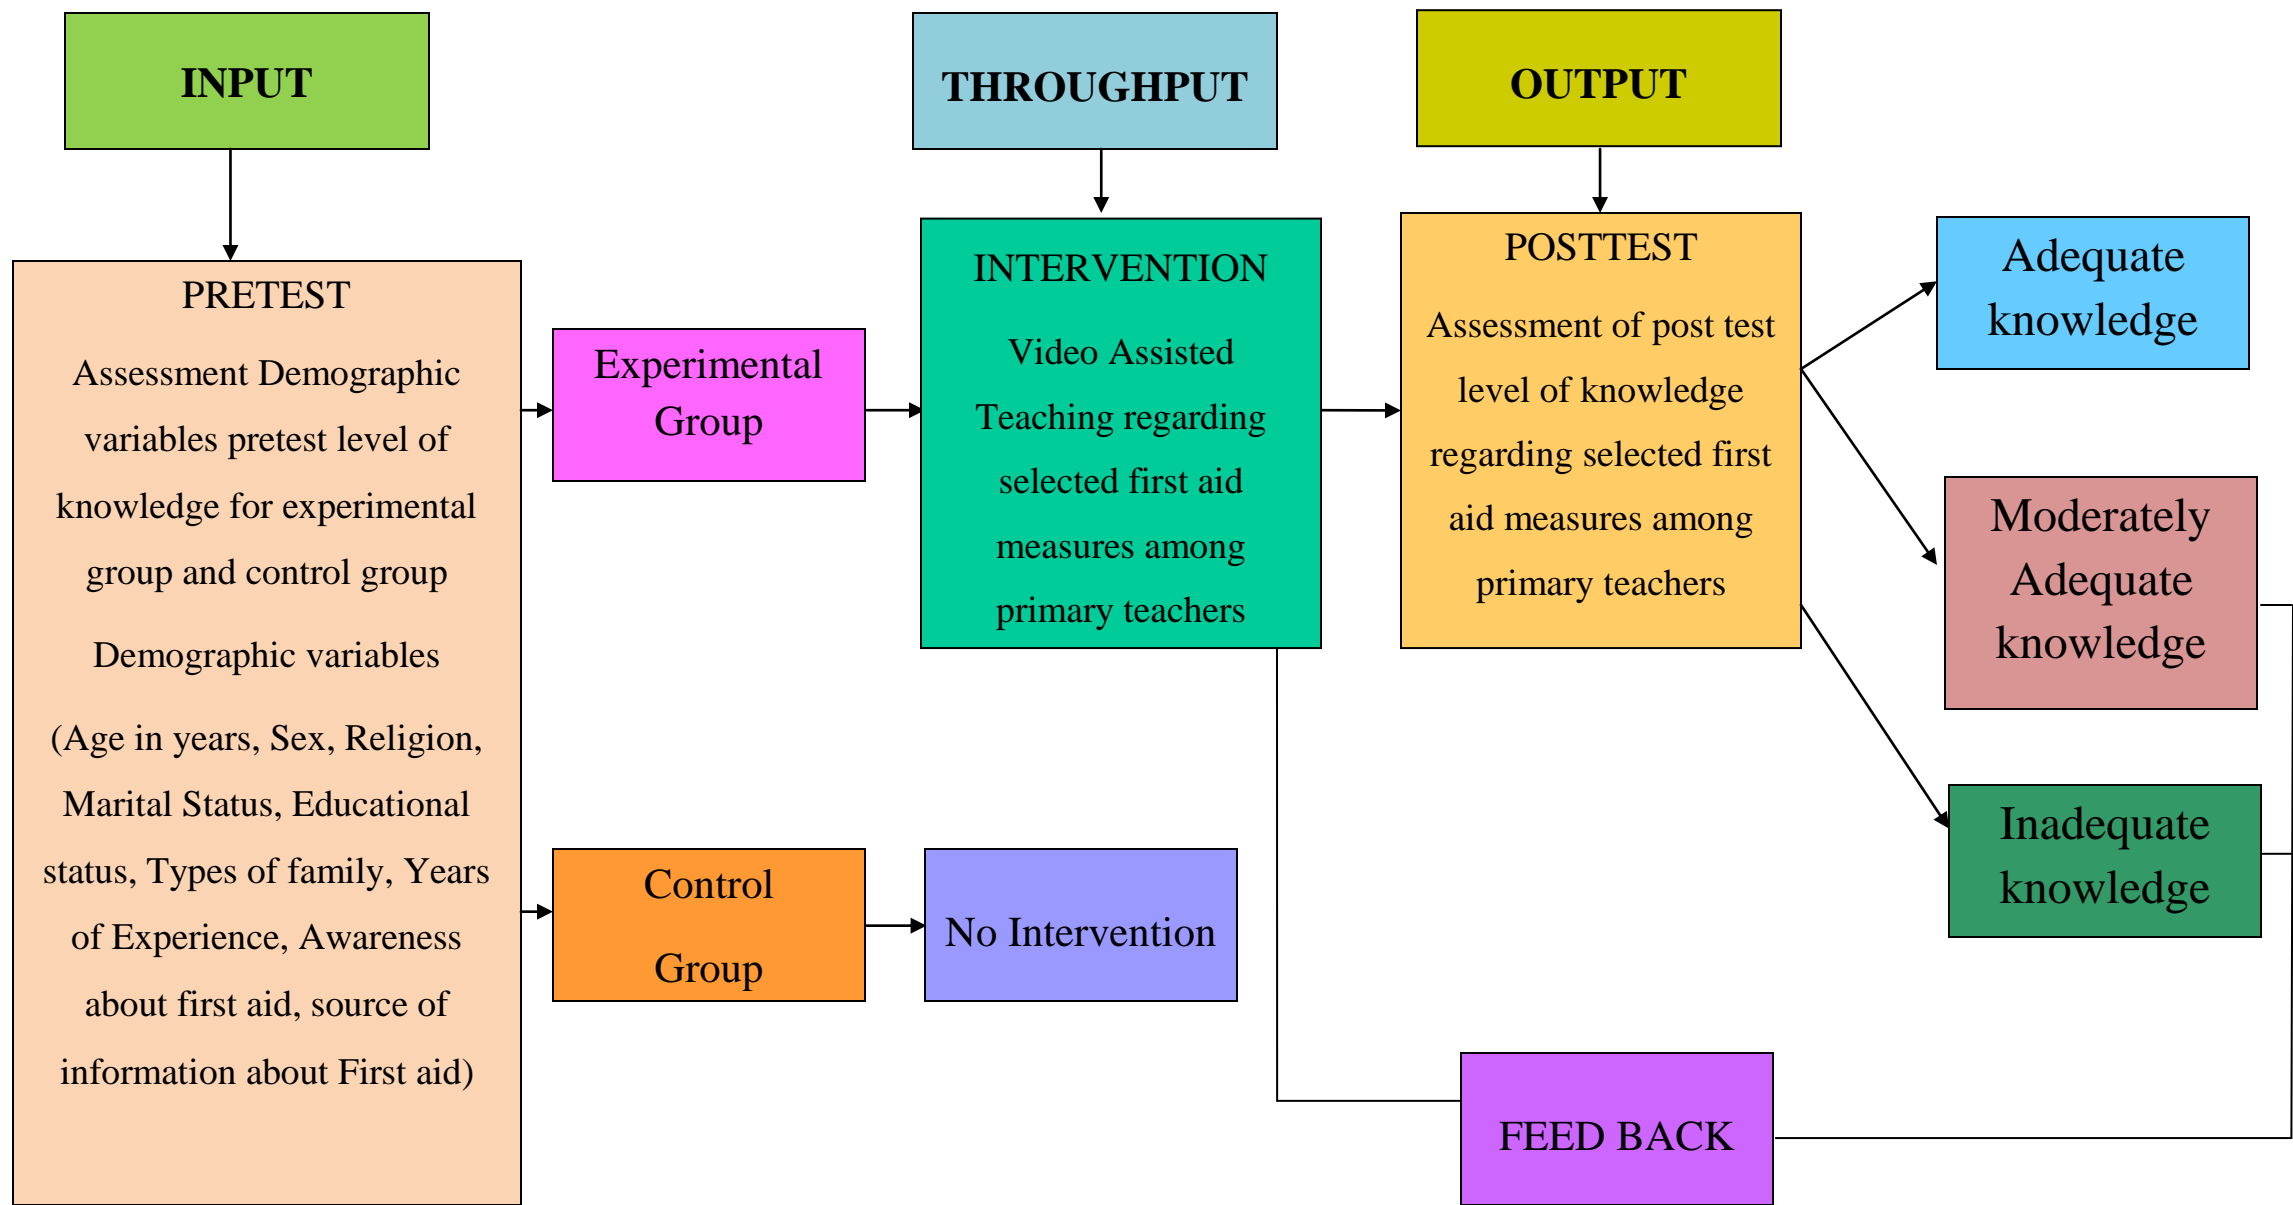 INPUT
THROUGHPUT
OUTPUT
PRETEST
Assessment Demographic
variables pretest level of
knowledge for experimental
group and control group
Demographic variables
(Age in years, Sex, Religion,
Marital Status, Educational
status, Types of family, Years
of Experience, Awareness
about first aid, source of
information about First aid)
Experimental
Group
Control
Group
INTERVENTION
Video Assisted
Teaching regarding
selected first aid
measures among
primary teachers
No Intervention
POSTTEST
Assessment of post test
level of knowledge
regarding selected first
aid measures among
primary teachers
Adequate
knowledge
Moderately
Adequate
knowledge
Inadequate
knowledge
FEED BACK